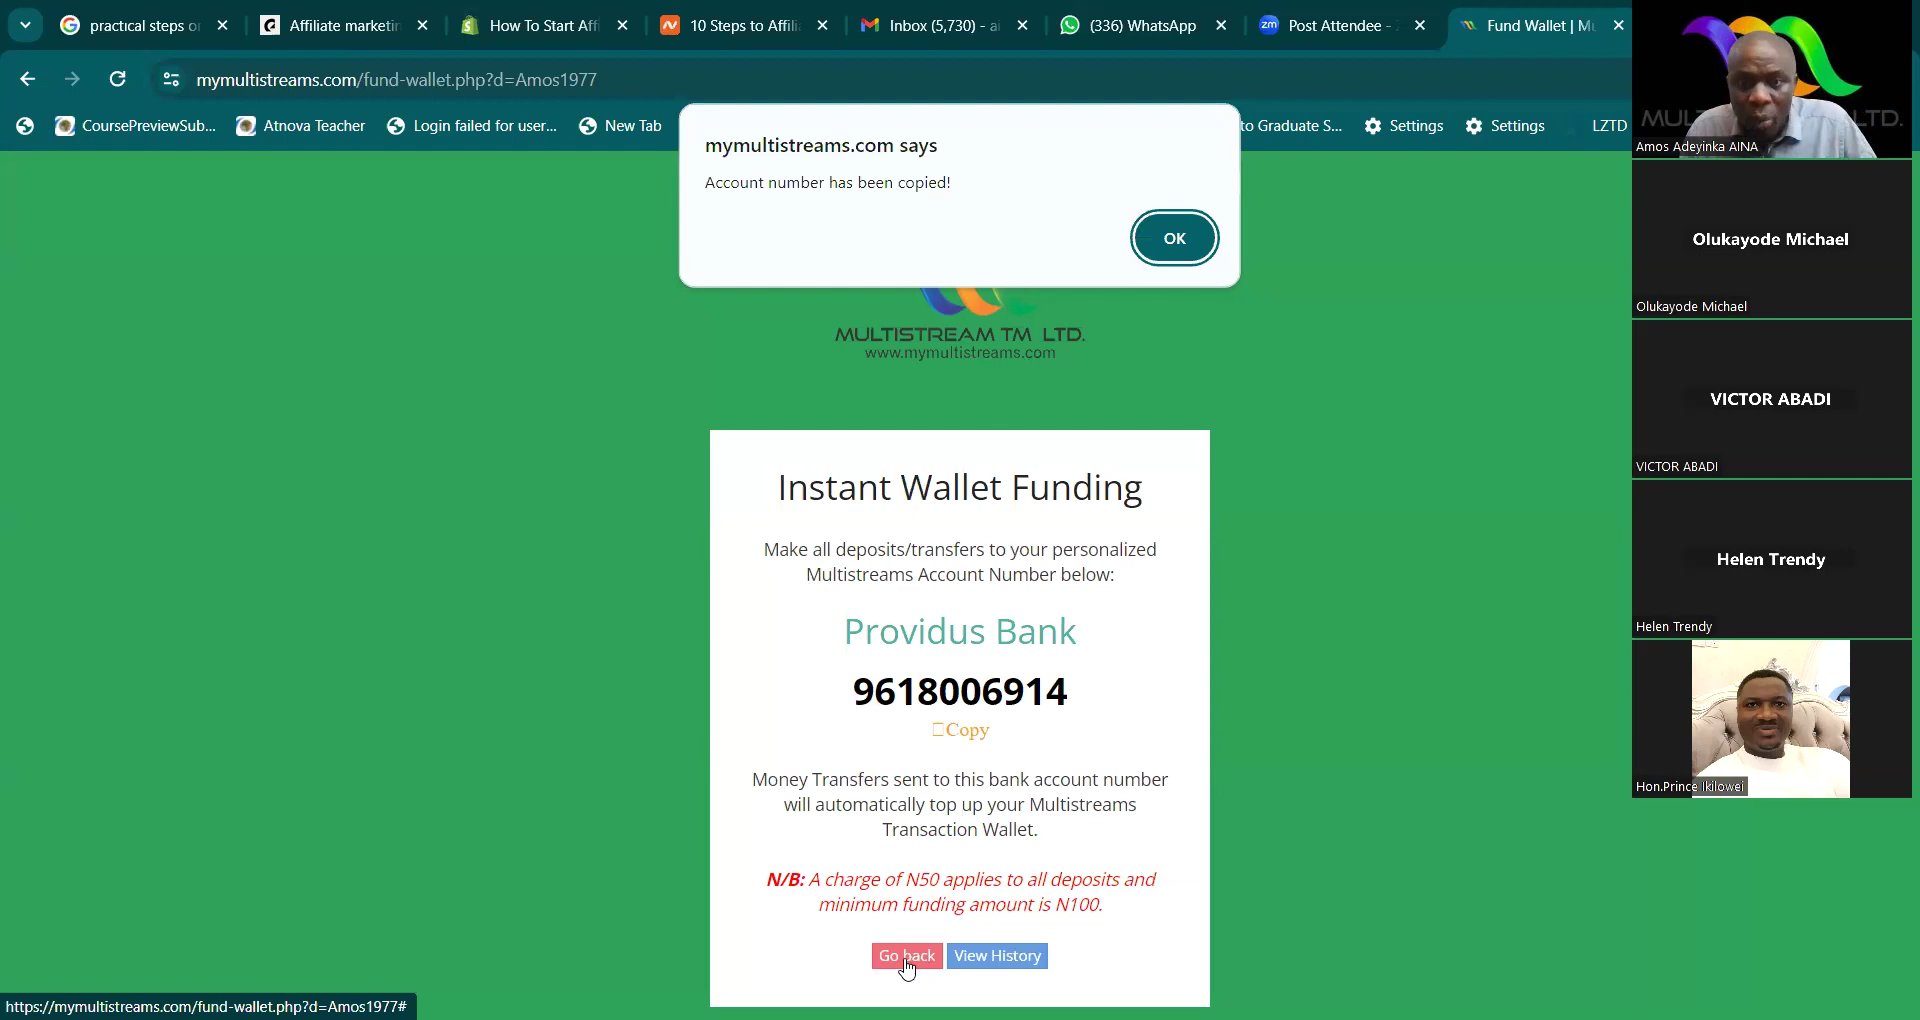 practical steps o
Affiliate marketin
How To Start Affi
10 Steps to Affilia
Inbox (5,730) - ai
(336) WhatsApp
zm
Post Attendee -
Fund Wallet | M
mymultistreams.com/fund-wallet.php?d=Amos1977
CoursePreviewSub...
Atnova Teacher
Login failed for user...
New Tab
to Graduate S...
Settings
Settings
LZTD
mymultistreams.com says
Account number has been copied!
OK
MULTISTREAM TM LTD.
www.mymultistreams.com
Instant Wallet Funding
Make all deposits/transfers to your personalized
Multistreams Account Number below:
Providus Bank
9618006914
Copy
Money Transfers sent to this bank account number
will automatically top up your Multistreams
Transaction Wallet.
N/B: A charge of N50 applies to all deposits and
minimum funding amount is N100.
Go back
View History
https://mymultistreams.com/fund-wallet.php?d=Amos1977#
LTD.
Amos Adeyinka AINA
Olukayode Michael
Olukayode Michael
VICTOR ABADI
VICTOR ABADI
Helen Trendy
Helen Trendy
Hon.Prince Ikilowei